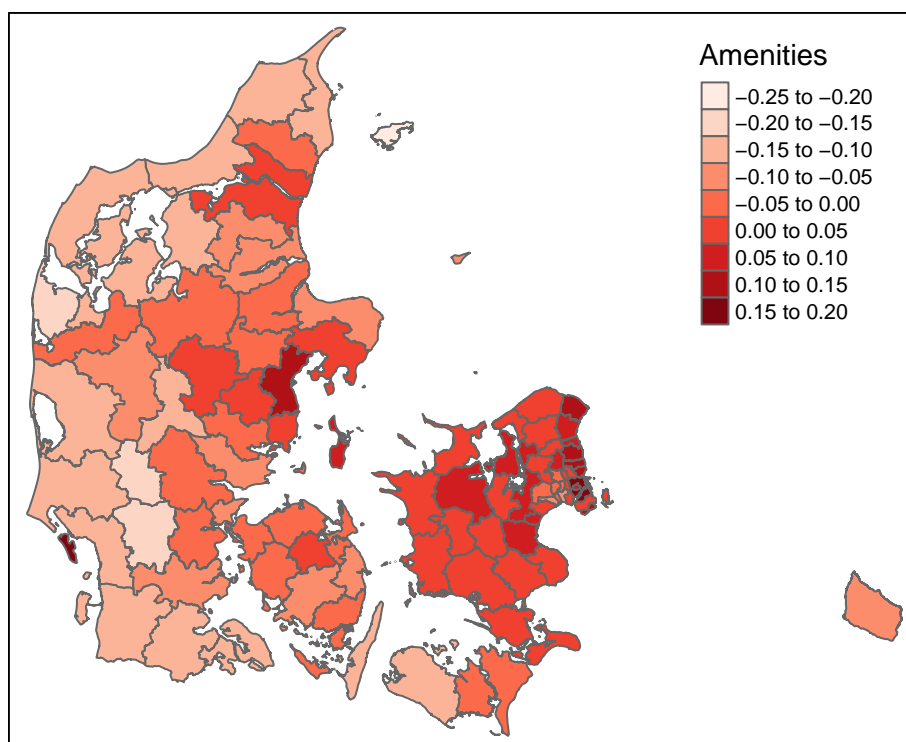 Amenities
−0.25 to −0.20
−0.20 to −0.15
−0.15 to −0.10
−0.10 to −0.05
−0.05 to 0.00
0.00 to 0.05
0.05 to 0.10
0.10 to 0.15
0.15 to 0.20